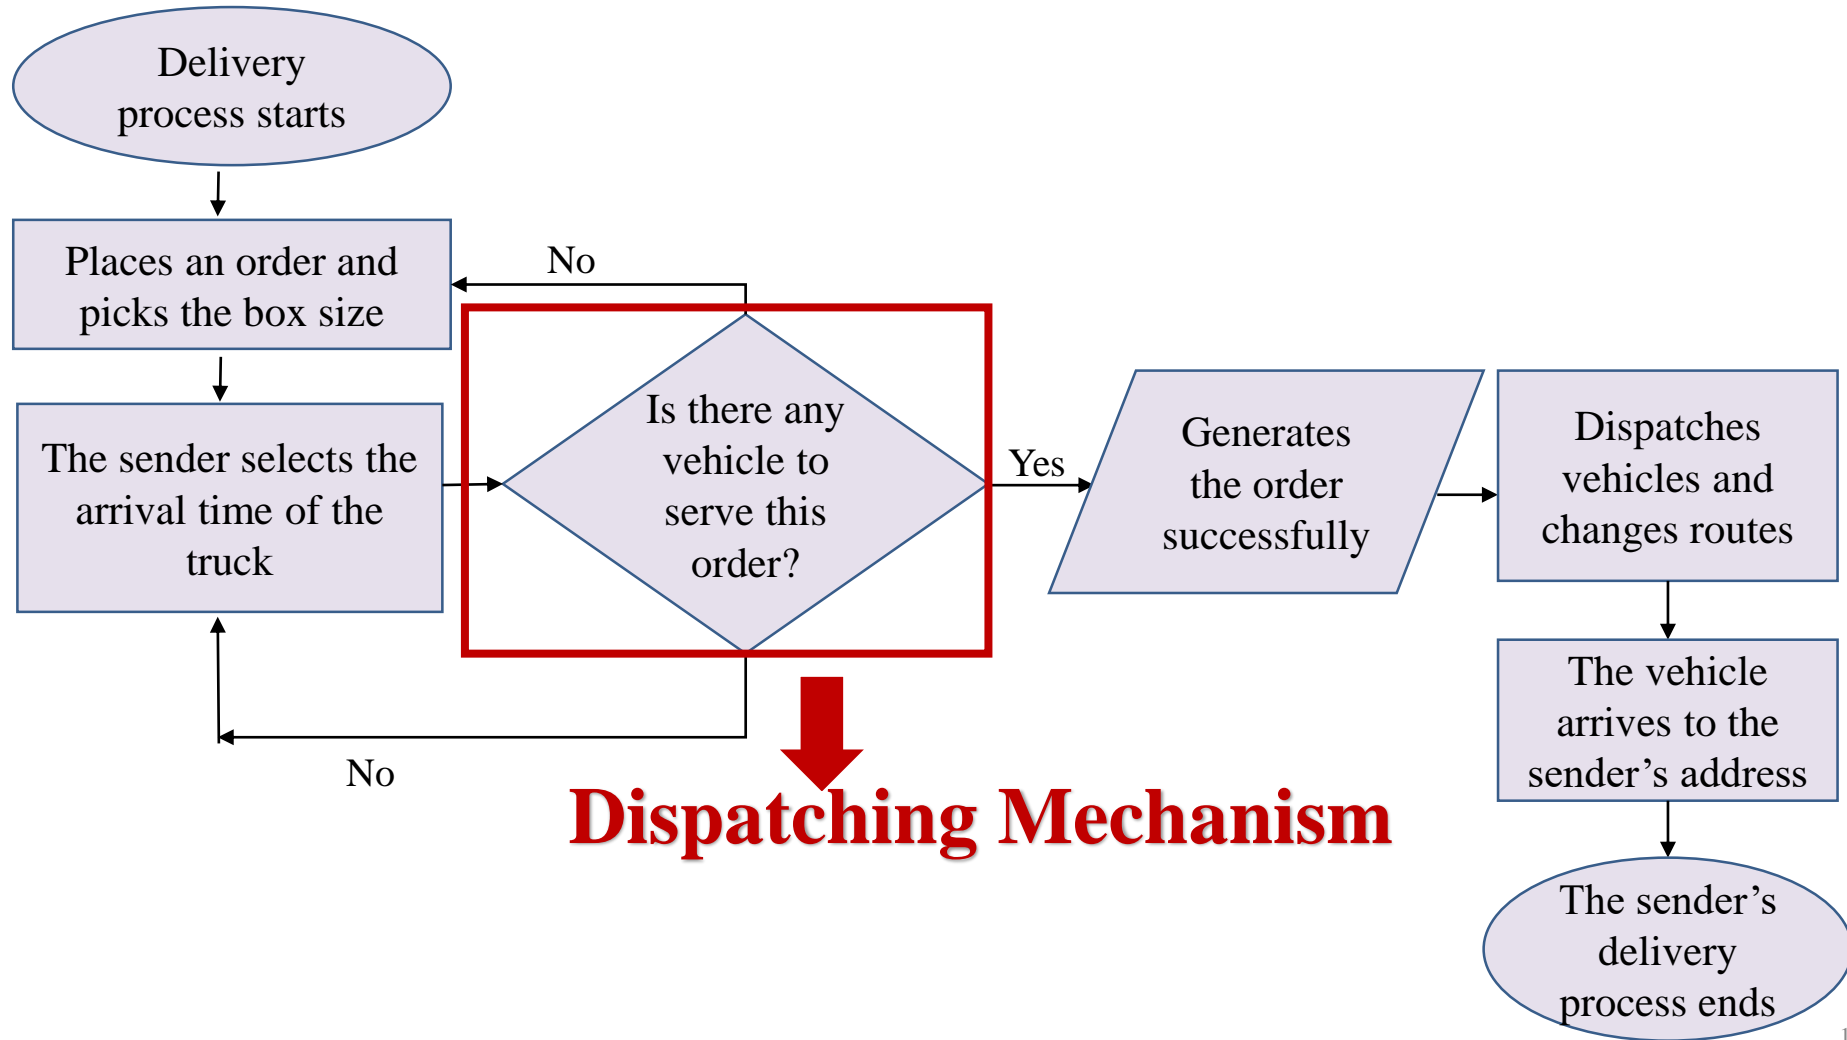 Delivery
process starts
Places an order and
picks the box size
No
The sender selects the
arrival time of the
truck
Is there any
vehicle to
serve this
order?
No
Yes
Generates
the order
successfully
Dispatches
vehicles and
changes routes
The vehicle
arrives to the
sender’s address
The sender’s
delivery
process ends
Dispatching Mechanism